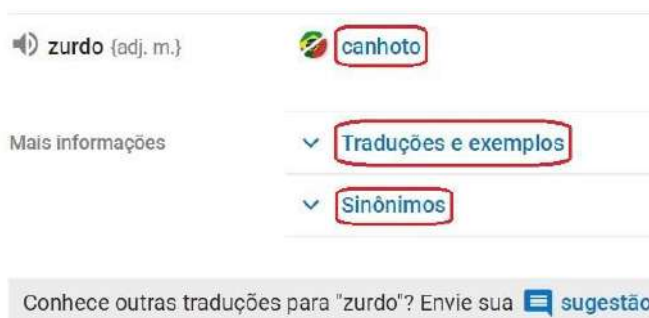 zurdo {adj. m.} canhoto
Mais informações Traduções e exemplos
Sinônimos
Conhece outras traduções para "zurdo"? Envie sua sugestão